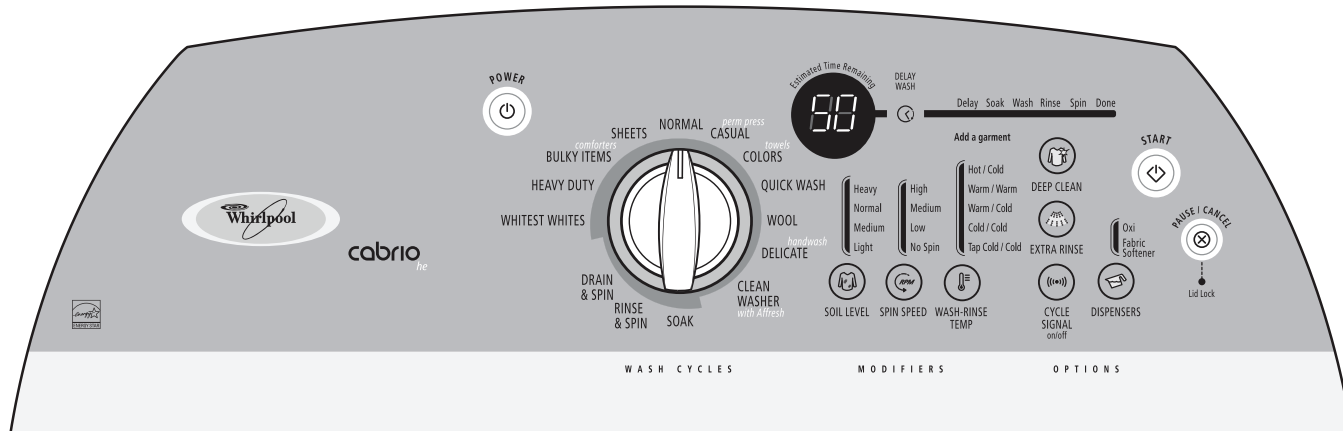 POWER
Estimated Time Remaining
50
DELAY
WASH
Delay Soak Wash Rinse Spin Done
START
PAUSE / CANCEL
Lid Lock
Whirlpool
cabrio
he
ENERGY STAR
NORMAL
perm press
CASUAL
towels
COLORS
QUICK WASH
WOOL
handwash
DELICATE
CLEAN
WASHER
with Affresh
SOAK
RINSE
& SPIN
DRAIN
& SPIN
WHITEST WHITES
HEAVY DUTY
comforters
BULKY ITEMS
SHEETS
Heavy
Normal
Medium
Light
SOIL LEVEL
High
Medium
Low
No Spin
RPM
SPIN SPEED
Add a garment
Hot / Cold
Warm / Warm
Warm / Cold
Cold / Cold
Tap Cold / Cold
WASH-RINSE
TEMP
DEEP CLEAN
EXTRA RINSE
CYCLE
SIGNAL
on/off
Oxi
Fabric
Softener
DISPENSERS
WASH CYCLES
MODIFIERS
OPTIONS